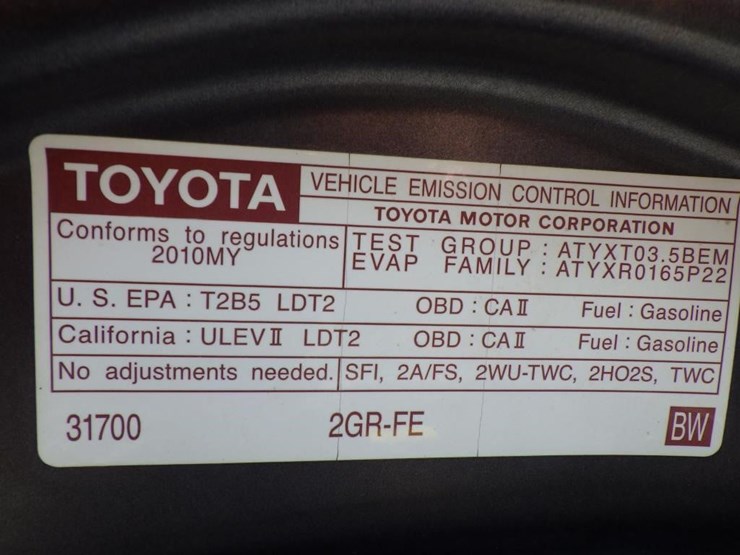 TOYOTA
VEHICLE EMISSION CONTROL INFORMATION
TOYOTA MOTOR CORPORATION
Conforms to regulations
2010MY
TEST GROUP : ATYXT03.5BEM
EVAP FAMILY : ATYXR0165P22
U. S. EPA : T2B5 LDT2 OBD : CAⅡ Fuel : Gasoline
California : ULEVⅡ LDT2 OBD : CAⅡ Fuel : Gasoline
No adjustments needed. SFI, 2A/FS, 2WU-TWC, 2HO2S, TWC
31700 2GR-FE BW